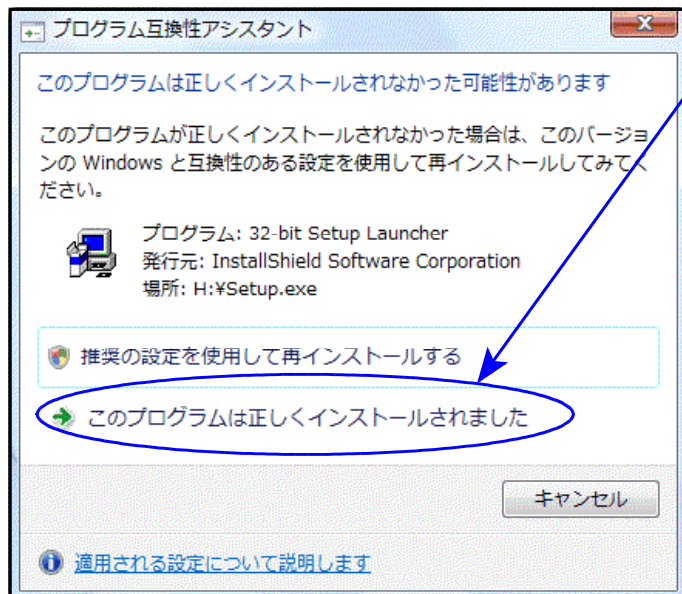 プログラム互換性アシスタント
このプログラムは正しくインストールされなかった可能性があります
このプログラムが正しくインストールされなかった場合は、このバージョ
ンの Windows と互換性のある設定を使用して再インストールしてみてく
ださい。
プログラム: 32-bit Setup Launcher
発行元: InstallShield Software Corporation
場所: H:¥Setup.exe
推奨の設定を使用して再インストールする
このプログラムは正しくインストールされました
キャンセル
適用される設定について説明します